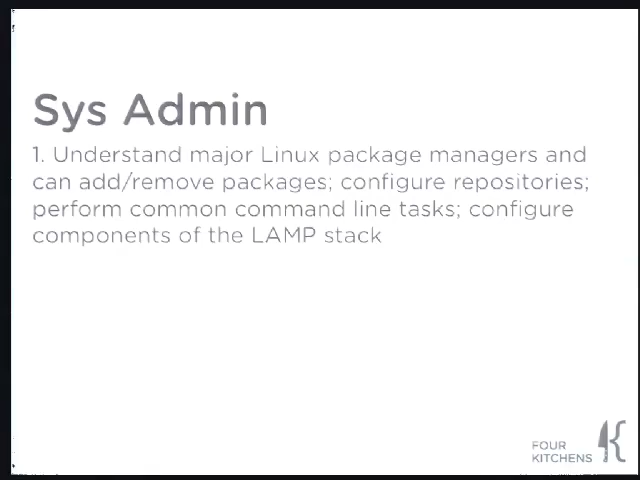 Sys Admin
1. Understand major Linux package managers and
can add/remove packages; configure repositories;
perform common command line tasks; configure
components of the LAMP stack
FOUR
KITCHENS